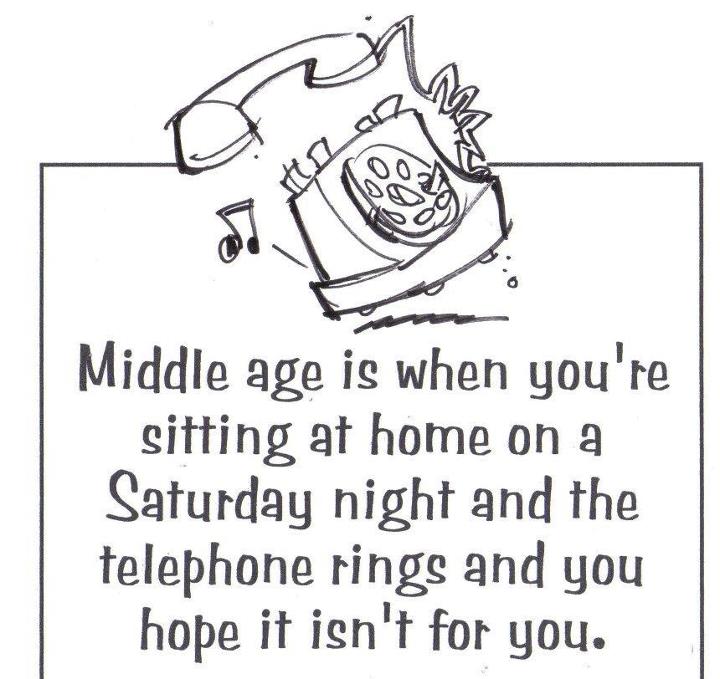 Middle age is when you're
sitting at home on a
Saturday night and the
telephone rings and you
hope it isn't for you.